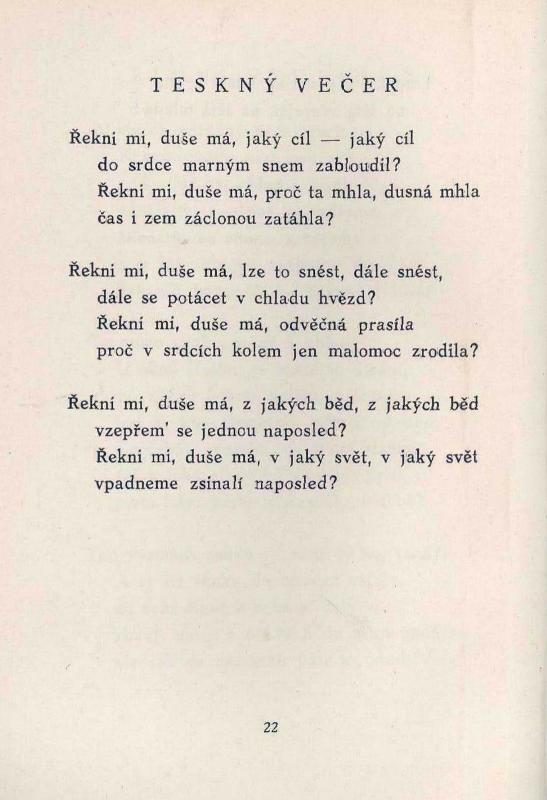 TESKNÝ VEČER
Řekni mi, duše má, jaký cíl — jaký cíl
do srdce marným snem zabloudil?
Řekni mi, duše má, proč ta mhla, dusná mhla
čas i zem záclonou zatáhla?
Řekni mi, duše má, lze to snést, dále snést,
dále se potácet v chladu hvězd?
Řekni mi, duše má, odvěčná prasíla
proč v srdcích kolem jen malomoc zrodila?
Řekni mi, duše má, z jakých běd, z jakých běd
vzepřem' se jednou naposled?
Řekni mi, duše má, v jaký svět, v jaký svět
vpadneme zsinalí naposled?
22